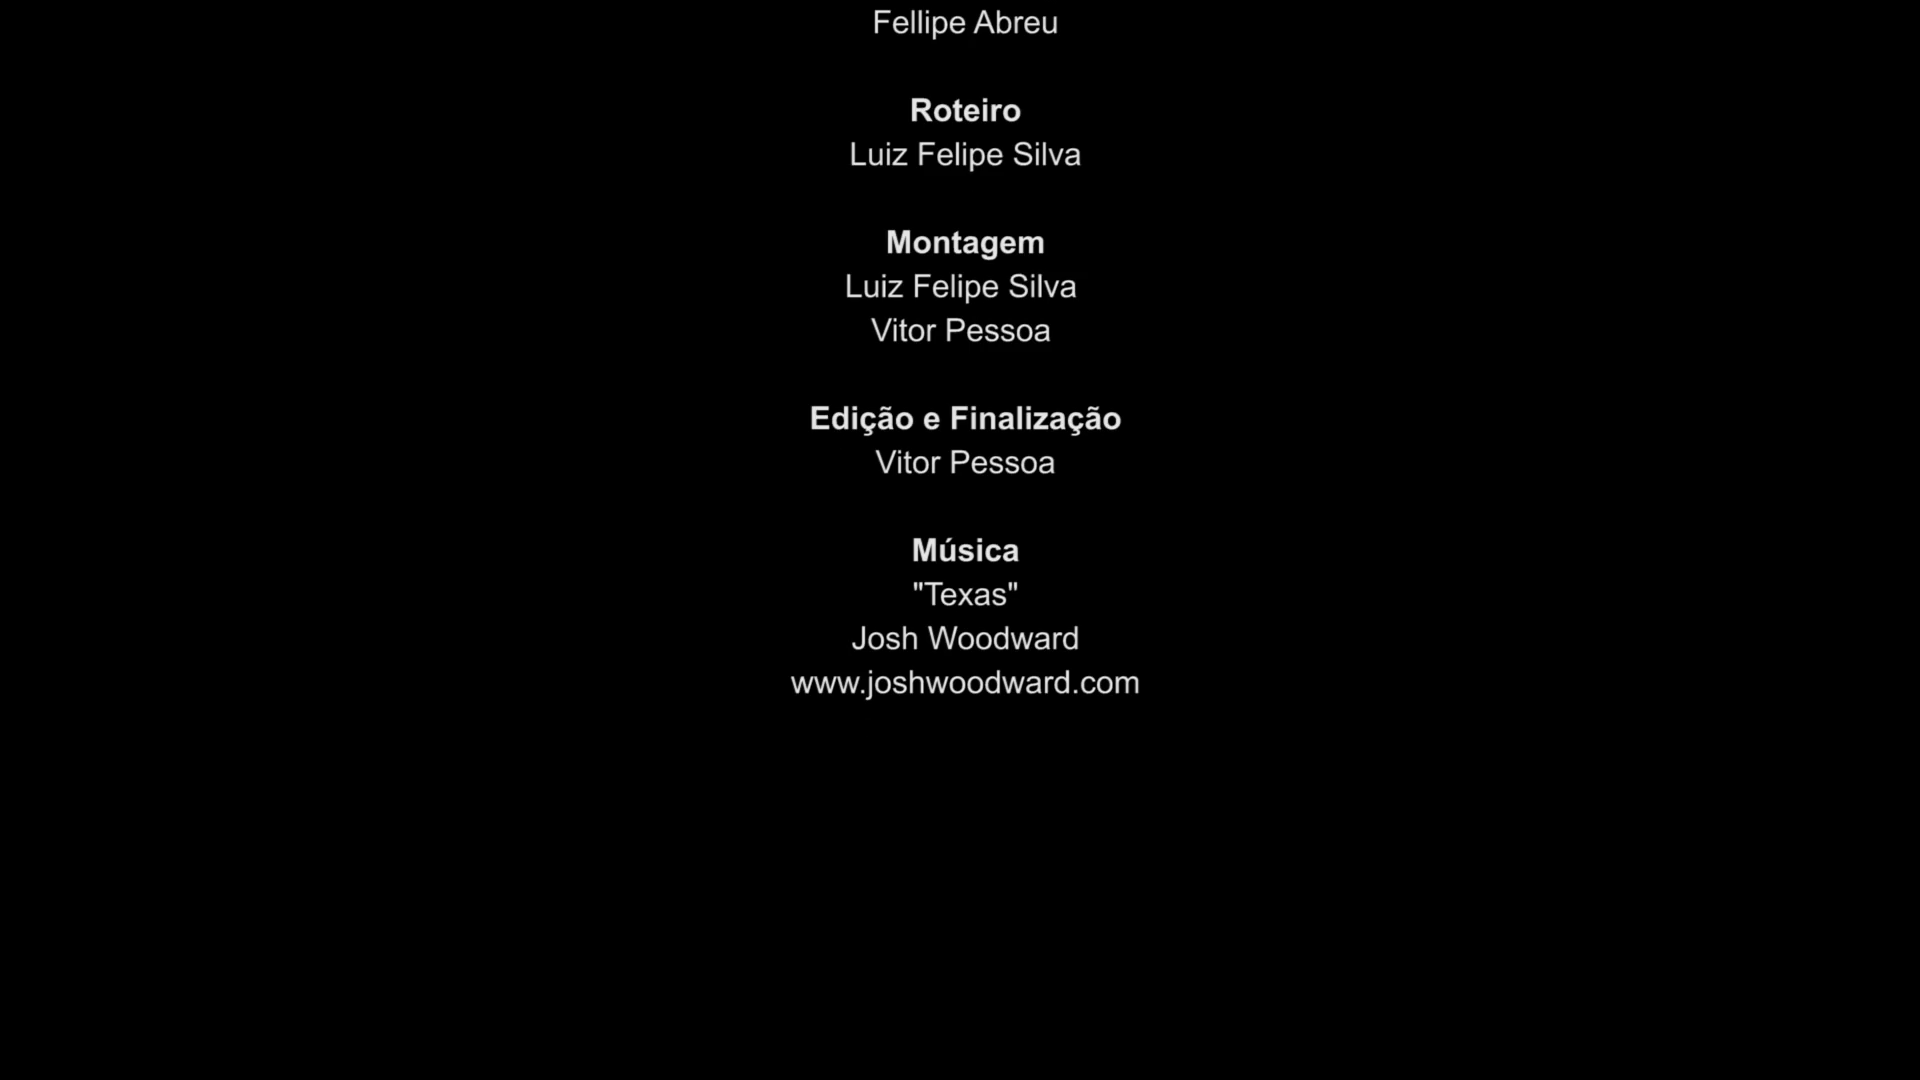 Fellipe Abreu
Roteiro
Luiz Felipe Silva
Montagem
Luiz Felipe Silva
Vitor Pessoa
Edição e Finalização
Vitor Pessoa
Música
"Texas"
Josh Woodward
www.joshwoodward.com